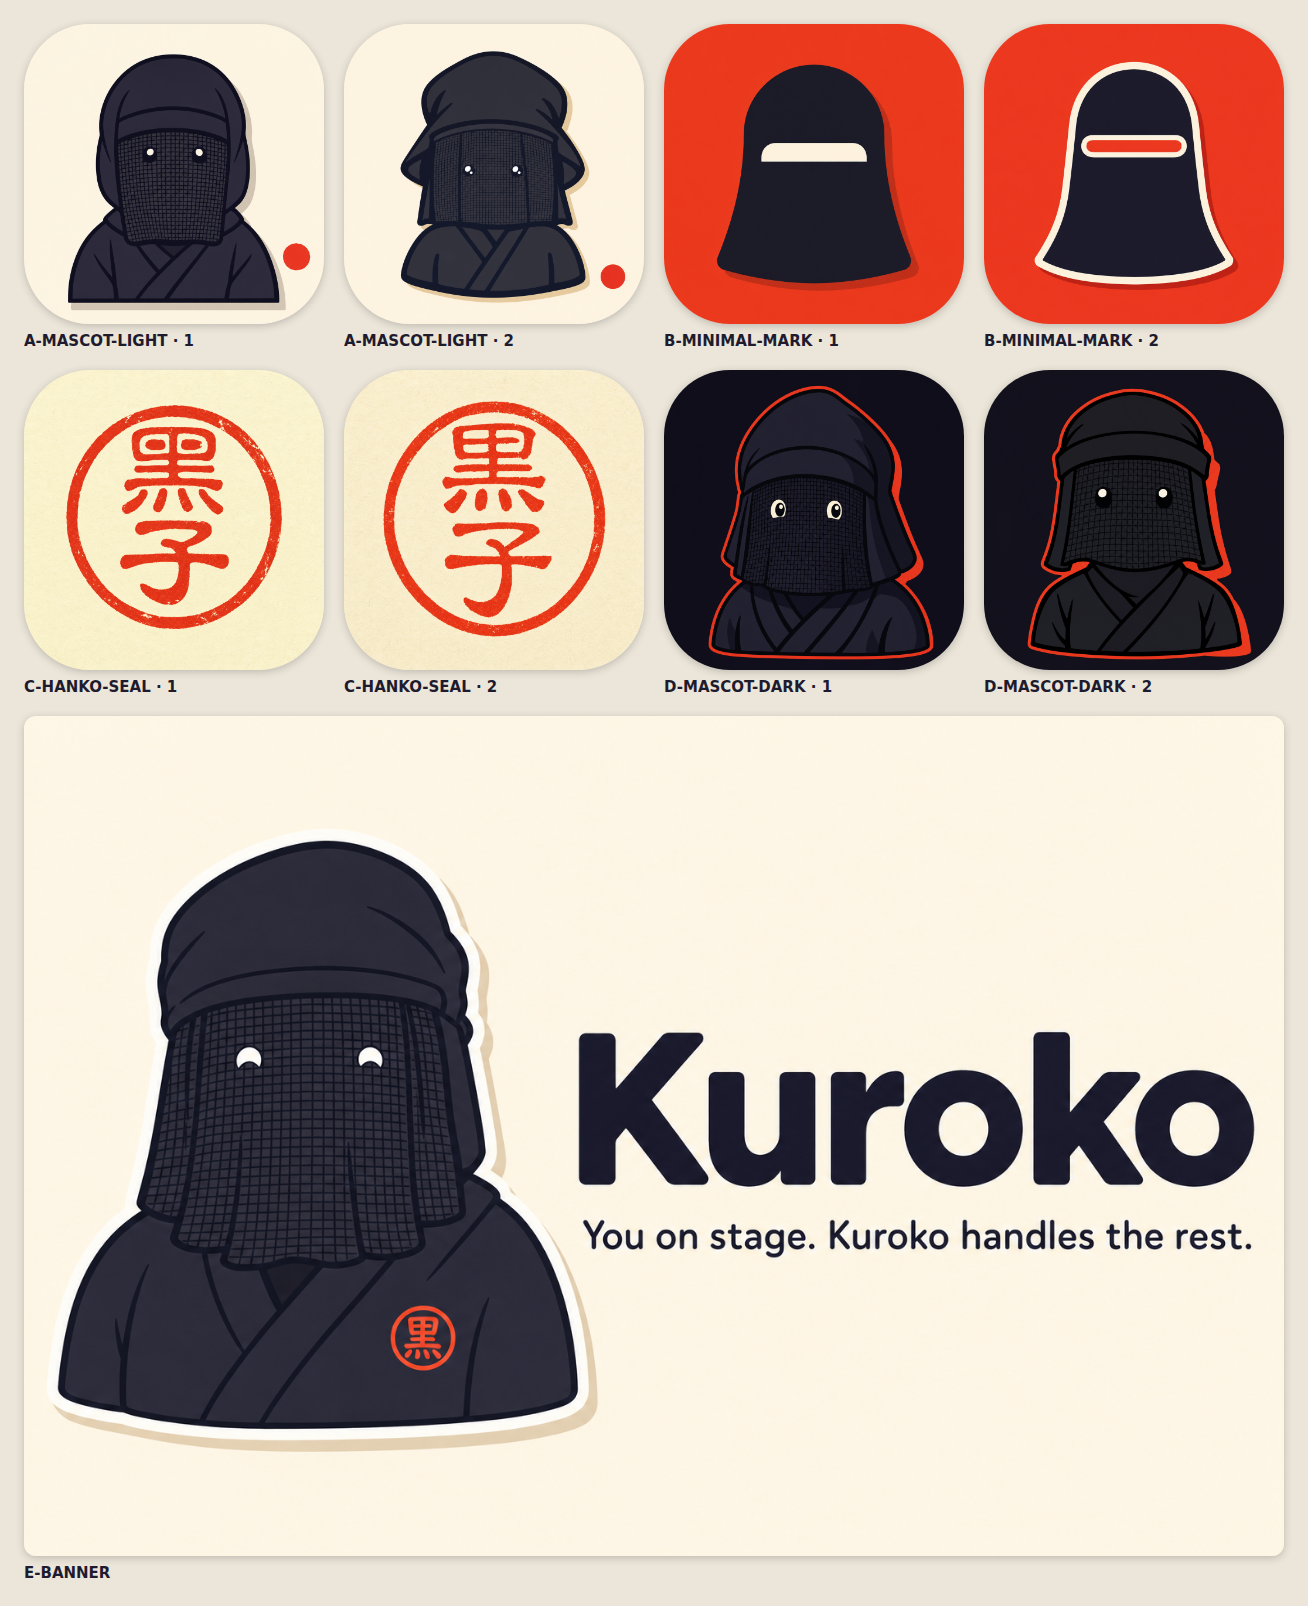 A-MASCOT-LIGHT · 1
A-MASCOT-LIGHT · 2
B-MINIMAL-MARK · 1
B-MINIMAL-MARK · 2
黑
子
黒
子
C-HANKO-SEAL · 1
C-HANKO-SEAL · 2
D-MASCOT-DARK · 1
D-MASCOT-DARK · 2
Kuroko
You on stage. Kuroko handles the rest.
黒
E-BANNER